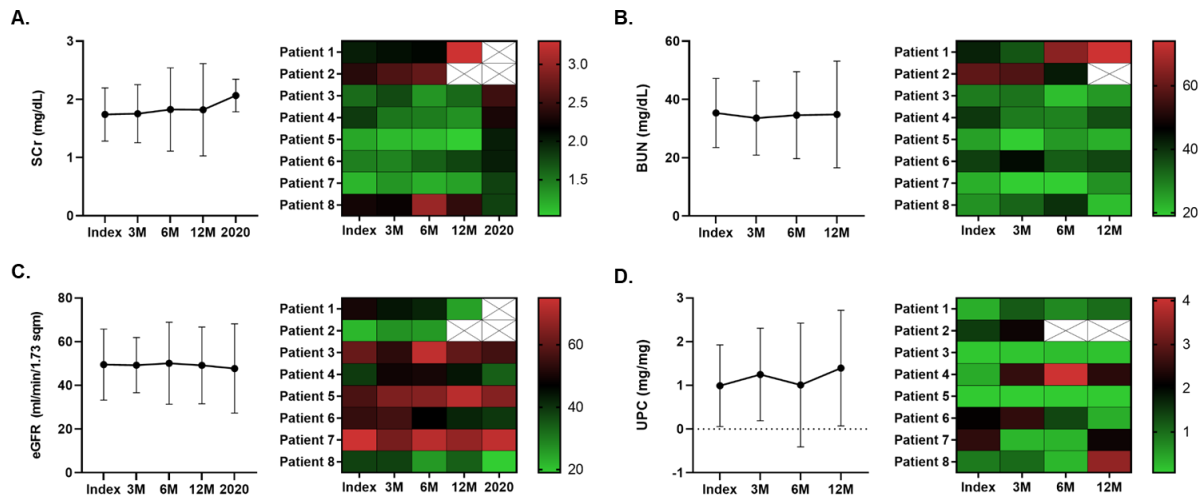 A.
SCr (mg/dL)
3
2
1
0
Index 3M 6M 12M 2020
Patient 1
Patient 2
Patient 3
Patient 4
Patient 5
Patient 6
Patient 7
Patient 8
Index 3M 6M 12M 2020
3.0
2.5
2.0
1.5
B.
BUN (mg/dL)
60
40
20
0
Index 3M 6M 12M
Patient 1
Patient 2
Patient 3
Patient 4
Patient 5
Patient 6
Patient 7
Patient 8
Index 3M 6M 12M
60
40
20
C.
eGFR (ml/min/1.73 sqm)
80
60
40
20
0
Index 3M 6M 12M 2020
Patient 1
Patient 2
Patient 3
Patient 4
Patient 5
Patient 6
Patient 7
Patient 8
Index 3M 6M 12M 2020
60
40
20
D.
UPC (mg/mg)
3
2
1
0
-1
Index 3M 6M 12M
Patient 1
Patient 2
Patient 3
Patient 4
Patient 5
Patient 6
Patient 7
Patient 8
Index 3M 6M 12M
4
3
2
1